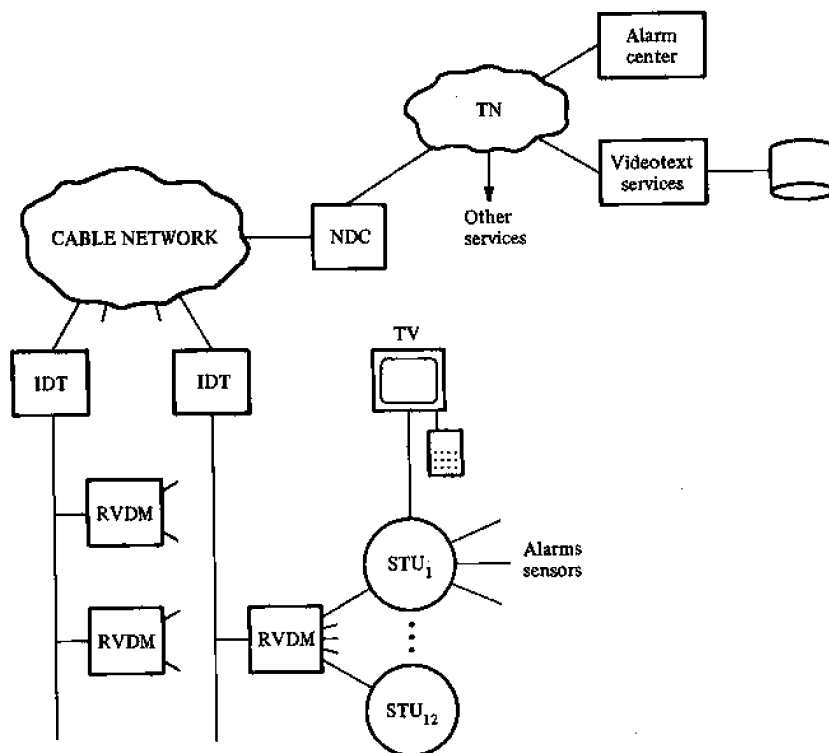 Alarm
center
TN
Videotext
services
Other
services
CABLE NETWORK
NDC
TV
IDT
IDT
RVDM
STU1
Alarms
sensors
RVDM
RVDM
STU12